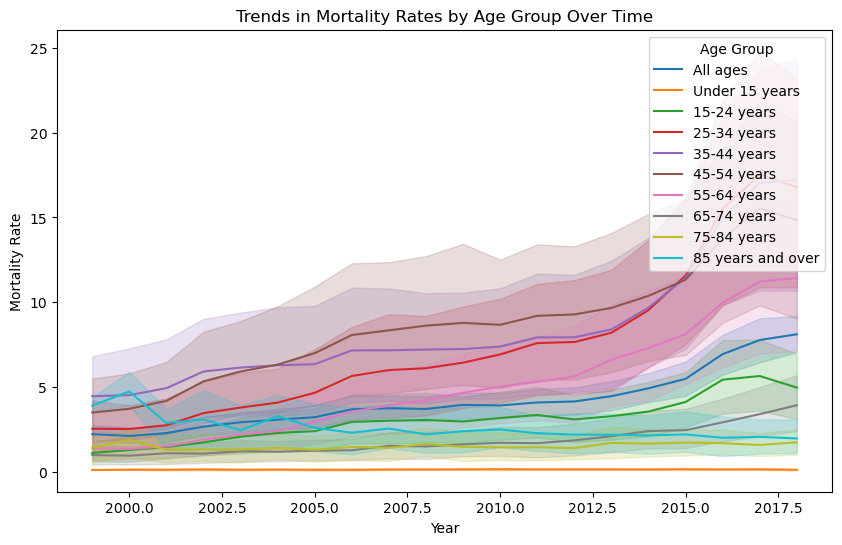 Trends in Mortality Rates by Age Group Over Time
25
20
15
10
5
0
Mortality Rate
Age Group
All ages
Under 15 years
15-24 years
25-34 years
35-44 years
45-54 years
55-64 years
65-74 years
75-84 years
85 years and over
2000.0 2002.5 2005.0 2007.5 2010.0 2012.5 2015.0 2017.5
Year